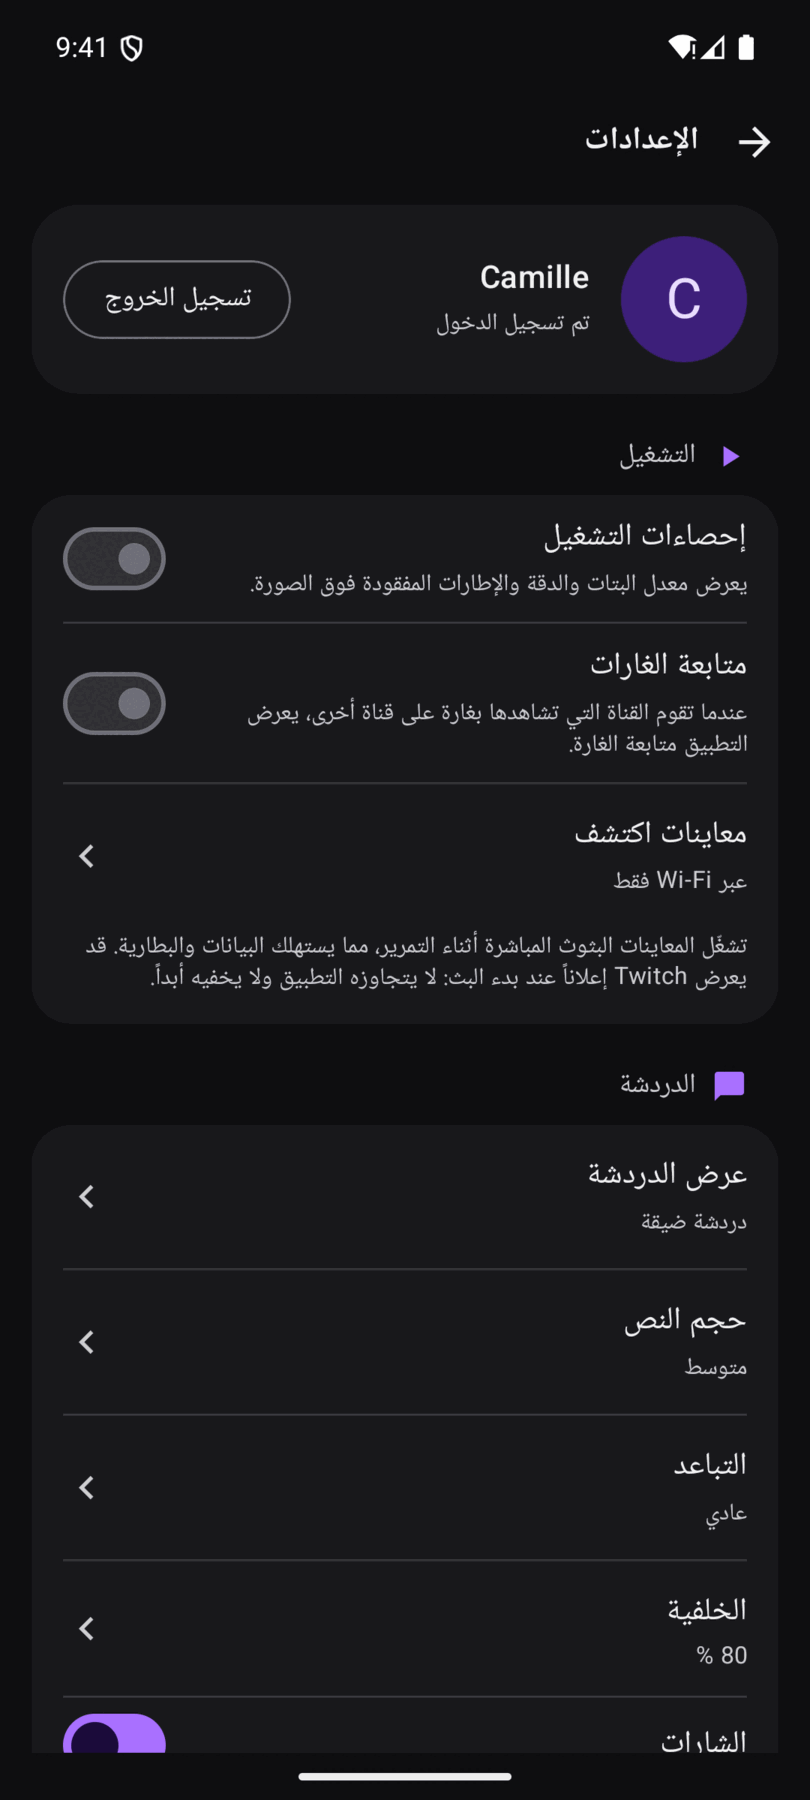 9:41
الإعدادات
C
Camille
تم تسجيل الدخول
تسجيل الخروج
التشغيل
إحصاءات التشغيل
يعرض معدل البتات والدقة والإطارات المفقودة فوق الصورة.
متابعة الغارات
عندما تقوم القناة التي تشاهدها بغارة على قناة أخرى، يعرض
التطبيق متابعة الغارة.
معاينات اكتشف
عبر Wi-Fi فقط
تشغّل المعاينات البثوث المباشرة أثناء التمرير، مما يستهلك البيانات والبطارية. قد
يعرض Twitch إعلاناً عند بدء البث: لا يتجاوزه التطبيق ولا يخفيه أبداً.
الدردشة
عرض الدردشة
دردشة ضيقة
حجم النص
متوسط
التباعد
عادي
الخلفية
80 %
الشارات